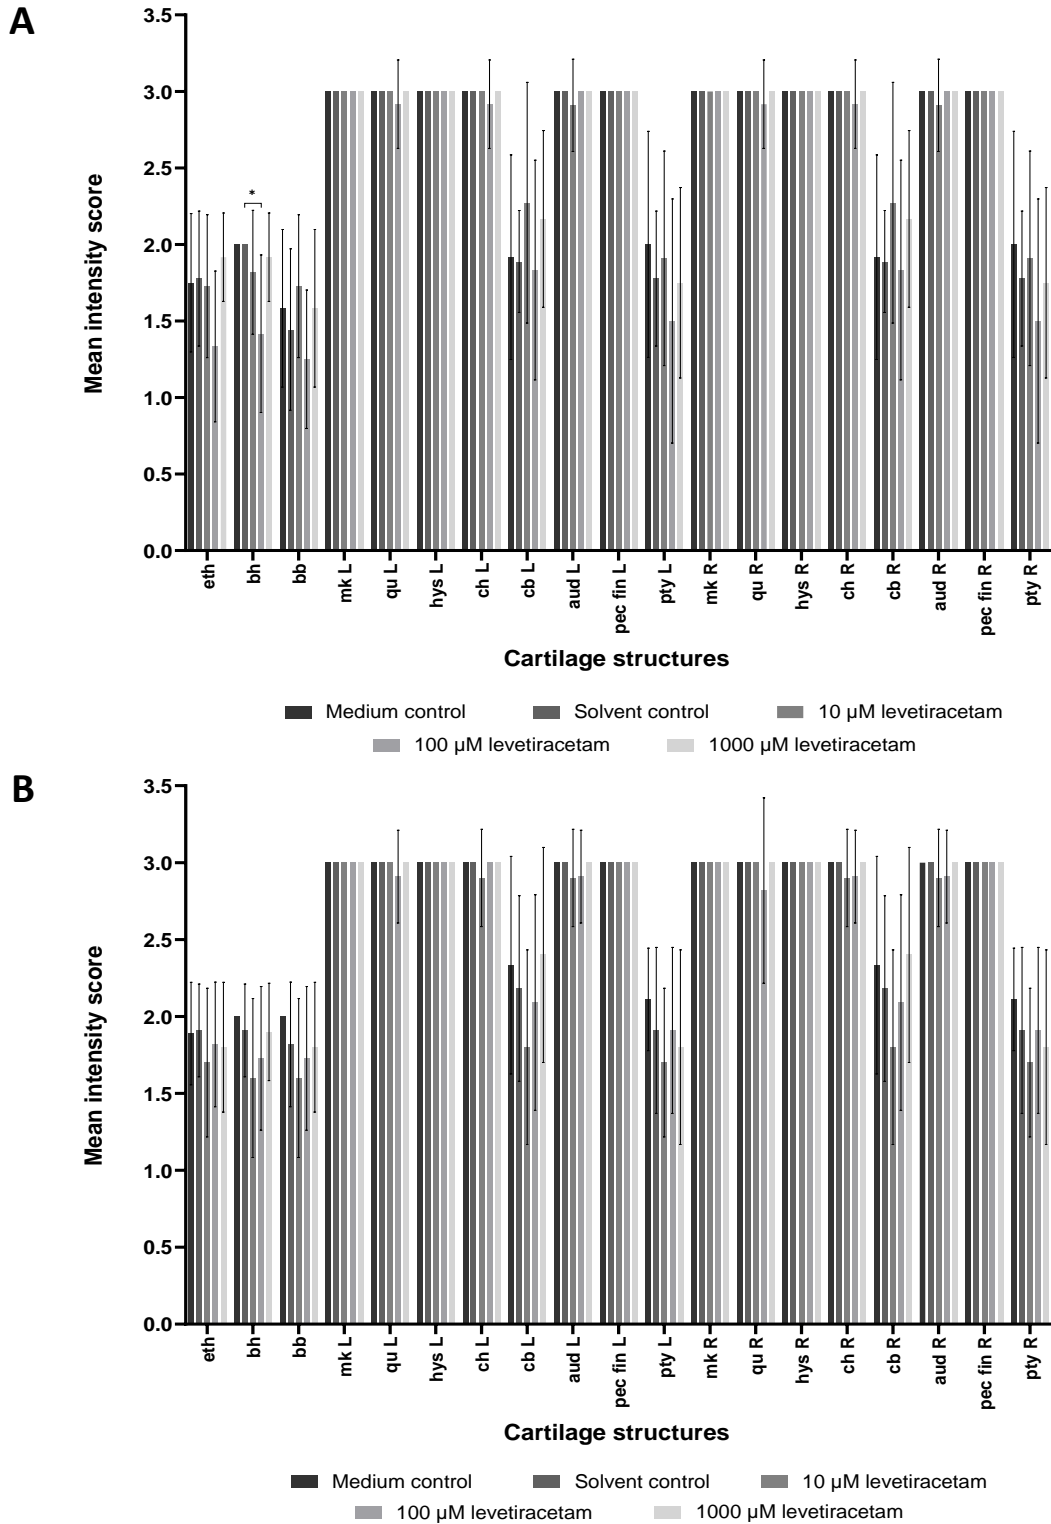 A
3.5
3.0
2.5
2.0
1.5
1.0
0.5
0.0
Mean intensity score
*
eth bh bb mk L qu L hys L ch L cb L aud L pec fin L pty L mk R qu R hys R ch R cb R aud R pec fin R pty R
Cartilage structures
Medium control Solvent control 10 µM levetiracetam
100 µM levetiracetam 1000 µM levetiracetam
B
3.5
3.0
2.5
2.0
1.5
1.0
0.5
0.0
Mean intensity score
eth bh bb mk L qu L hys L ch L cb L aud L pec fin L pty L mk R qu R hys R ch R cb R aud R pec fin R pty R
Cartilage structures
Medium control Solvent control 10 µM levetiracetam
100 µM levetiracetam 1000 µM levetiracetam